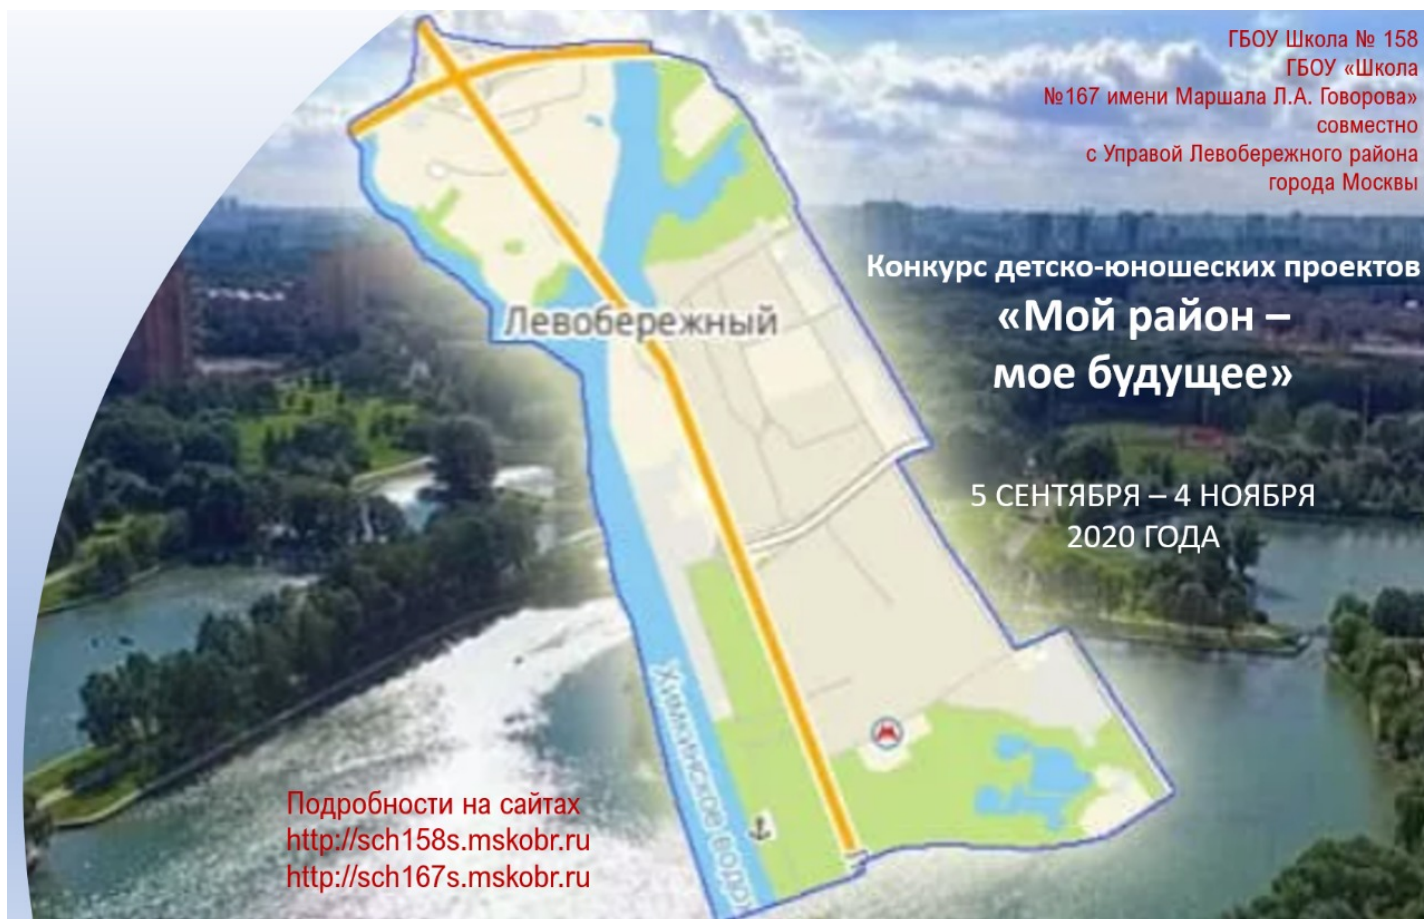 ГБОУ Школа № 158
ГБОУ «Школа
№167 имени Маршала Л.А. Говорова»
совместно
с Управой Левобережного района
города Москвы
Конкурс детско-юношеских проектов
«Мой район –
мое будущее»
Левобережный
5 СЕНТЯБРЯ – 4 НОЯБРЯ
2020 ГОДА
Химкинское водо
Подробности на сайтах
http://sch158s.mskobr.ru
http://sch167s.mskobr.ru